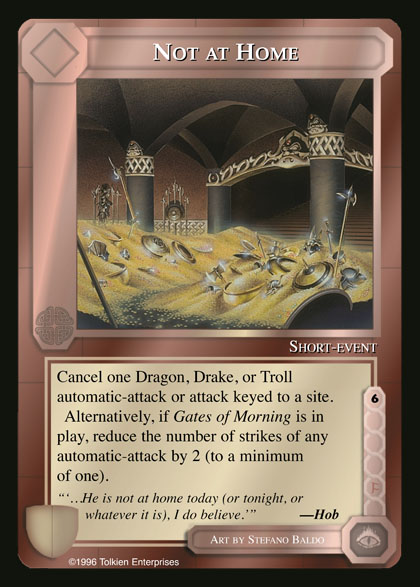 NOT AT HOME
SHORT-EVENT
Cancel one Dragon, Drake, or Troll
automatic-attack or attack keyed to a site.
Alternatively, if Gates of Morning is in
play, reduce the number of strikes of any
automatic-attack by 2 (to a minimum
of one).
6
“‘…He is not at home today (or tonight, or
whatever it is), I do believe.’” —Hob
ART BY STEFANO BALDO
©1996 Tolkien Enterprises